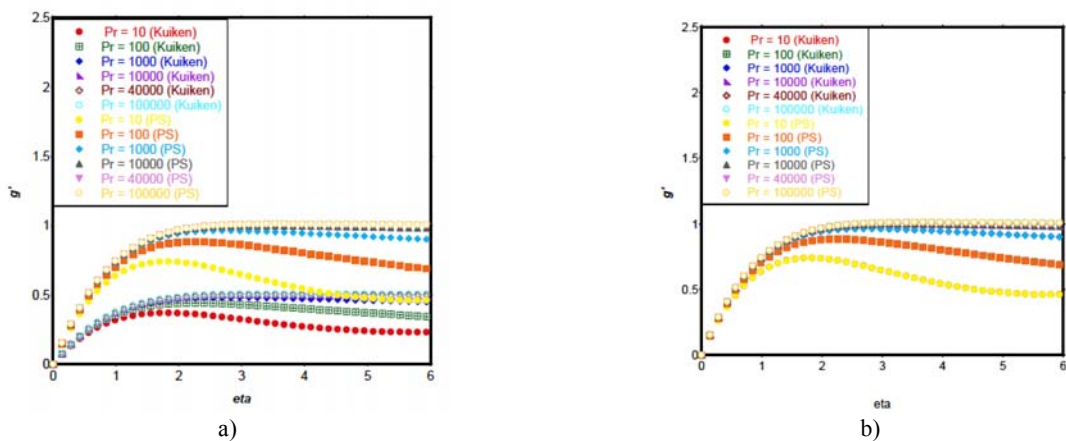 2.5
2
1.5
1
0.5
0
g'
Pr = 10 (Kuiken)
Pr = 100 (Kuiken)
Pr = 1000 (Kuiken)
Pr = 10000 (Kuiken)
Pr = 40000 (Kuiken)
Pr = 100000 (Kuiken)
Pr = 10 (PS)
Pr = 100 (PS)
Pr = 1000 (PS)
Pr = 10000 (PS)
Pr = 40000 (PS)
Pr = 100000 (PS)
0 1 2 3 4 5 6
eta
a)
2.5
2
1.5
1
0.5
0
g'
Pr = 10 (Kuiken)
Pr = 100 (Kuiken)
Pr = 1000 (Kuiken)
Pr = 10000 (Kuiken)
Pr = 40000 (Kuiken)
Pr = 100000 (Kuiken)
Pr = 10 (PS)
Pr = 100 (PS)
Pr = 1000 (PS)
Pr = 10000 (PS)
Pr = 40000 (PS)
Pr = 100000 (PS)
0 1 2 3 4 5 6
eta
b)